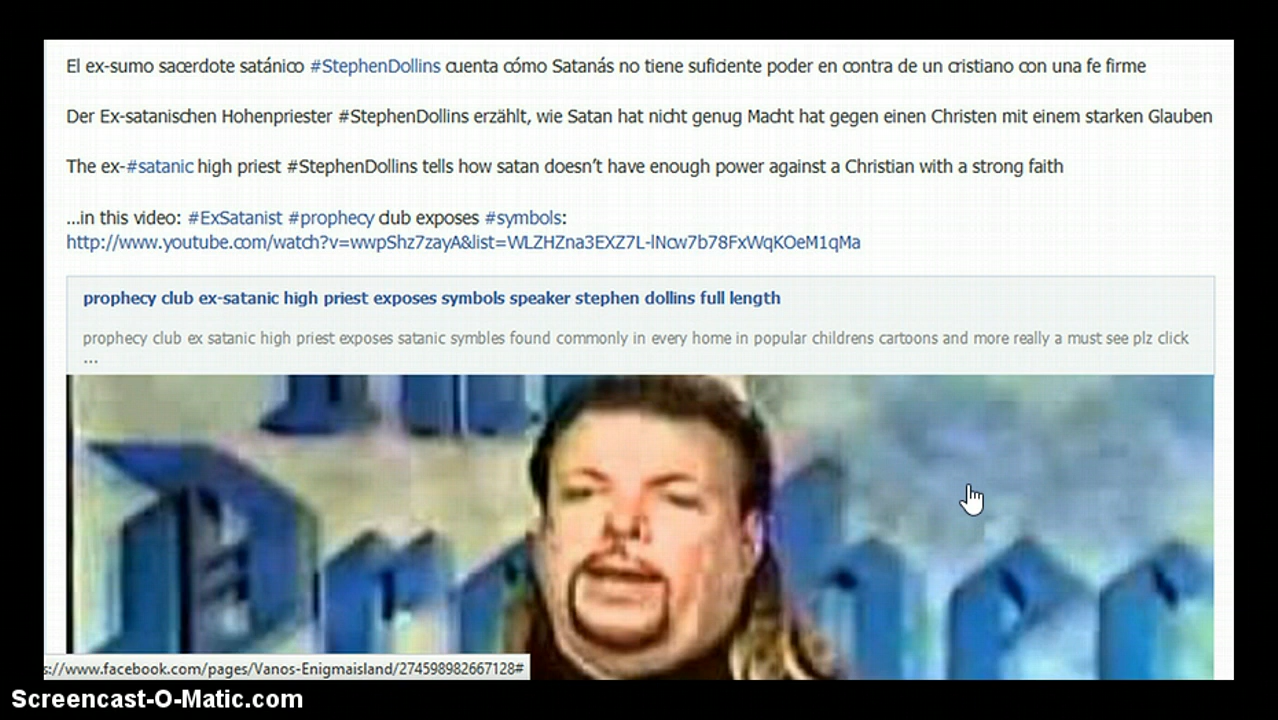 El ex-sumo sacerdote satánico #StephenDollins cuenta cómo Satanás no tiene suficiente poder en contra de un cristiano con una fe firme
Der Ex-satanischen Hohenpriester #StephenDollins erzählt, wie Satan hat nicht genug Macht hat gegen einen Christen mit einem starken Glauben
The ex-#satanic high priest #StephenDollins tells how satan doesn't have enough power against a Christian with a strong faith
...in this video: #ExSatanist #prophecy club exposes #symbols:
http://www.youtube.com/watch?v=wwpShz7zayA&list=WLZHZna3EXZ7L-lNcw7b78FxWqKOeM1qMa
prophecy club ex-satanic high priest exposes symbols speaker stephen dollins full length
prophecy club ex satanic high priest exposes satanic symbles found commonly in every home in popular childrens cartoons and more really a must see plz click
...
s://www.facebook.com/pages/Vanos-Enigmaisland/274598982667128#
Screencast-O-Matic.com